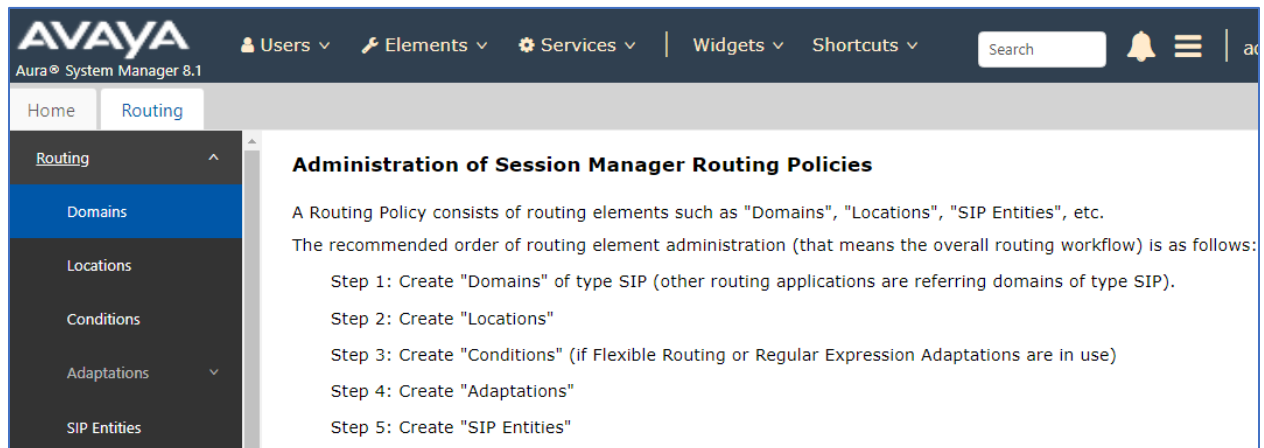 AVAYA
Aura® System Manager 8.1
Users Elements Services Widgets Shortcuts Search
Home Routing
Routing
Domains
Locations
Conditions
Adaptations
SIP Entities
Administration of Session Manager Routing Policies
A Routing Policy consists of routing elements such as "Domains", "Locations", "SIP Entities", etc.
The recommended order of routing element administration (that means the overall routing workflow) is as follows:
Step 1: Create "Domains" of type SIP (other routing applications are referring domains of type SIP).
Step 2: Create "Locations"
Step 3: Create "Conditions" (if Flexible Routing or Regular Expression Adaptations are in use)
Step 4: Create "Adaptations"
Step 5: Create "SIP Entities"